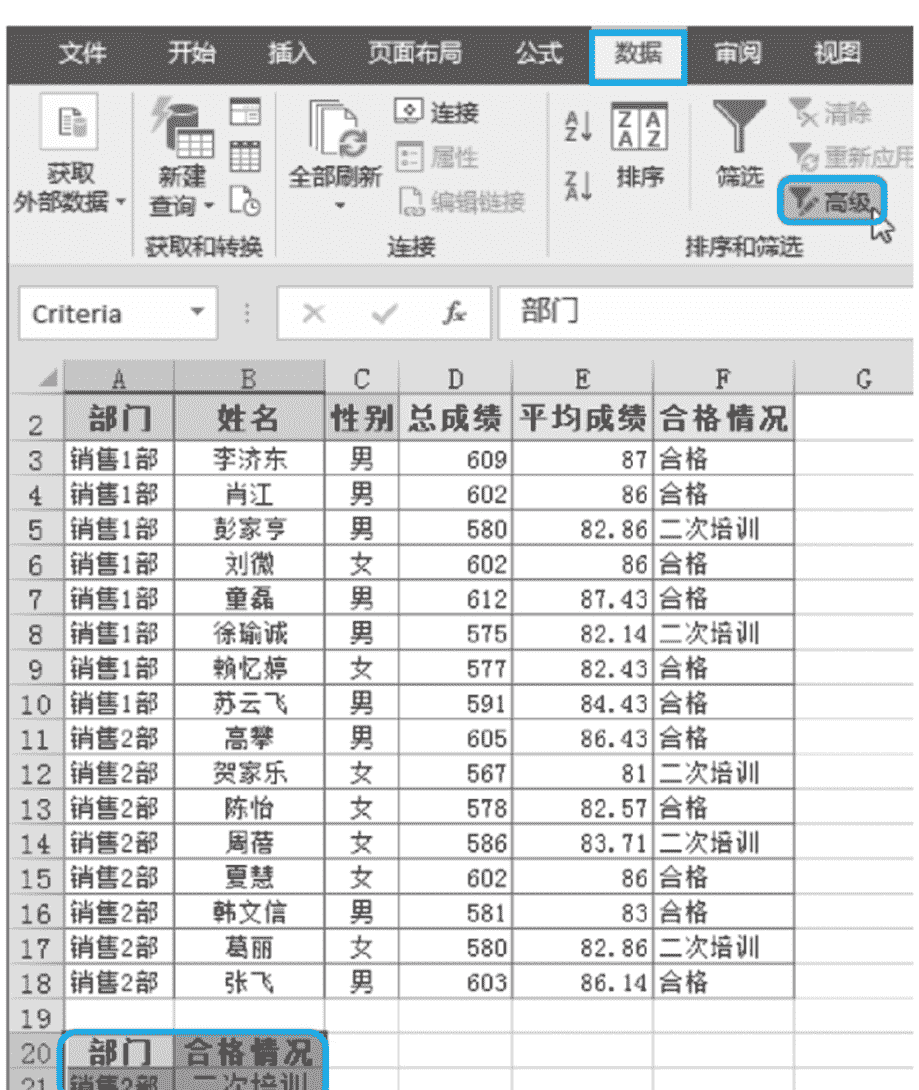 文件 开始 插入 页面布局 公式 数据 审阅 视图
获取
外部数据
新建
查询
获取和转换
全部刷新
连接
属性
编辑链接
连接
排序
筛选
清除
重新应用
高级
排序和筛选
Criteria fx 部门
A B C D E F G
2 部门 姓名 性别 总成绩 平均成绩 合格情况
3 销售1部 李济东 男 609 87 合格
4 销售1部 肖江 男 602 86 合格
5 销售1部 彭家亨 男 580 82.86 二次培训
6 销售1部 刘微 女 602 86 合格
7 销售1部 童磊 男 612 87.43 合格
8 销售1部 徐瑜诚 男 575 82.14 二次培训
9 销售1部 赖忆婷 女 577 82.43 合格
10 销售1部 苏云飞 男 591 84.43 合格
11 销售2部 高攀 男 605 86.43 合格
12 销售2部 贺家乐 女 567 81 二次培训
13 销售2部 陈怡 女 578 82.57 合格
14 销售2部 周蓓 女 586 83.71 二次培训
15 销售2部 夏慧 女 602 86 合格
16 销售2部 韩文信 男 581 83 合格
17 销售2部 葛丽 女 580 82.86 二次培训
18 销售2部 张飞 男 603 86.14 合格
19
20 部门 合格情况
21 销售2部 二次培训